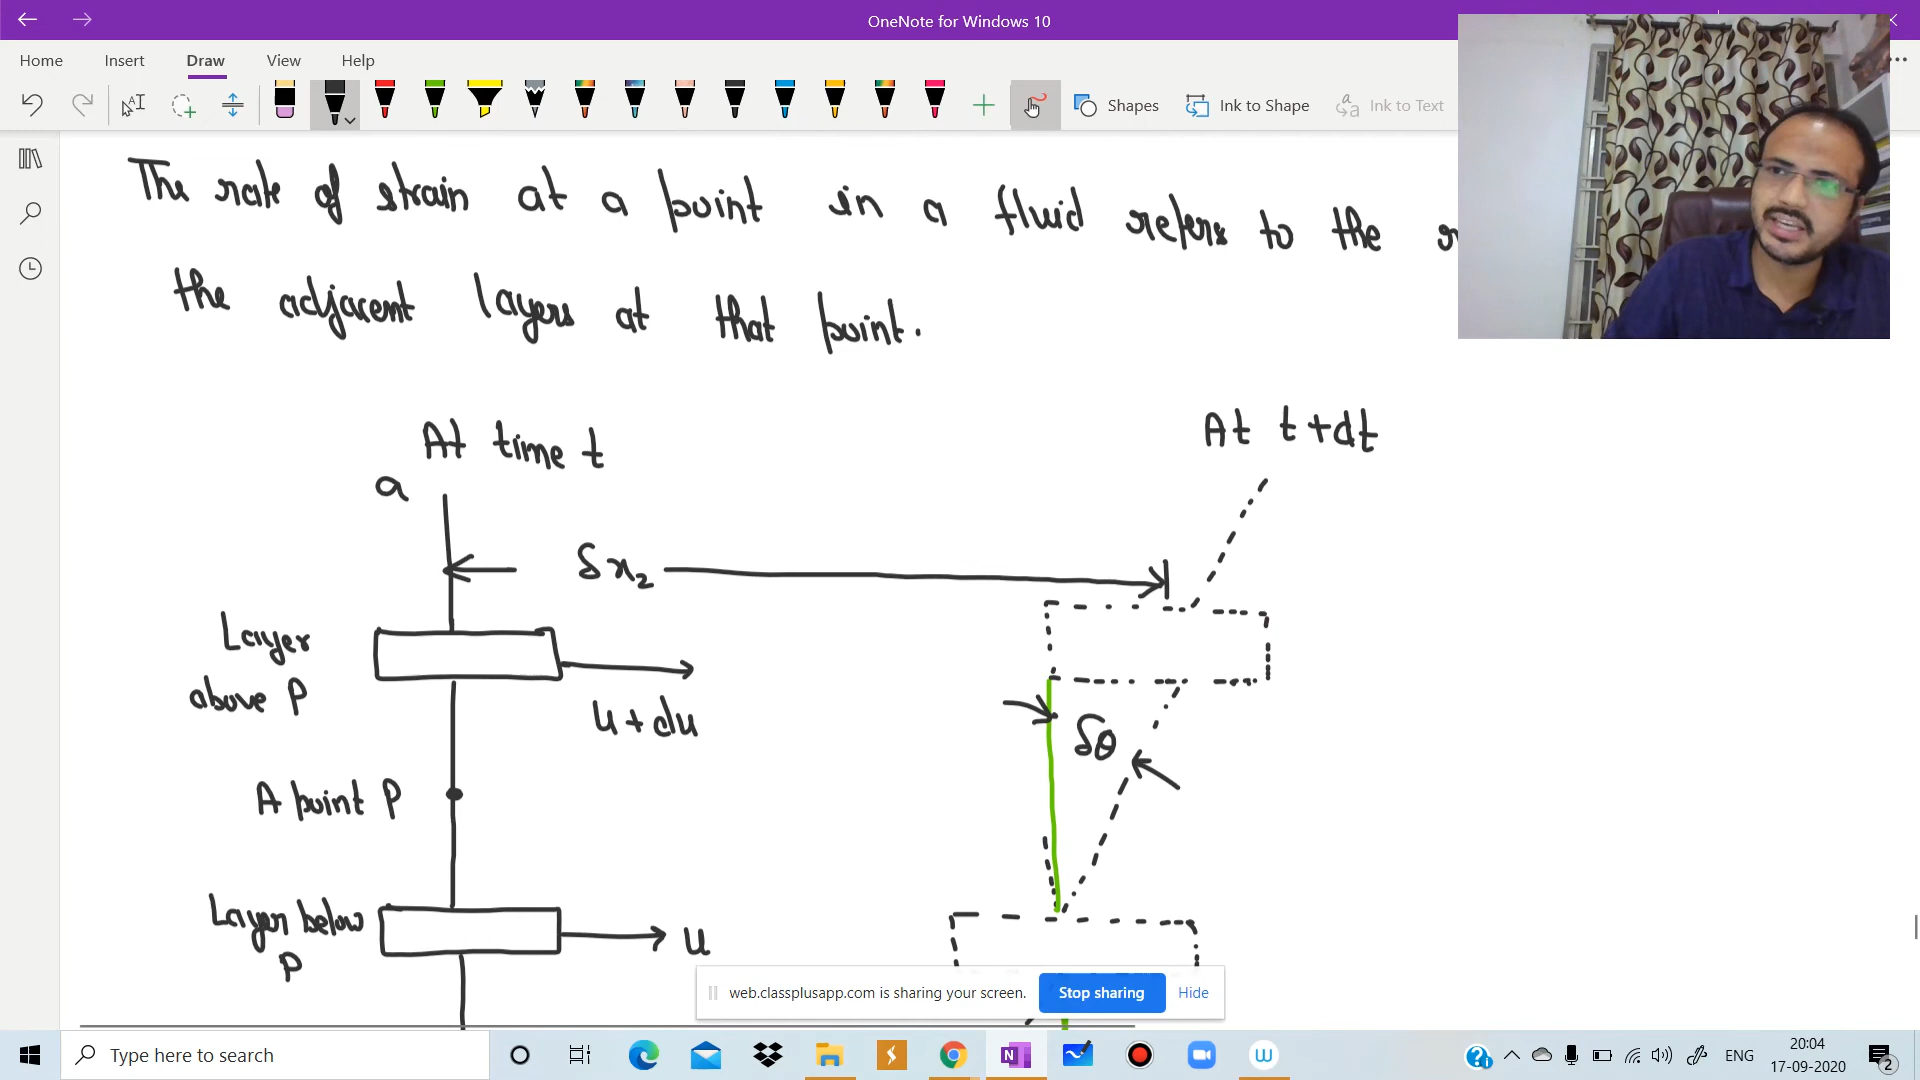 OneNote for Windows 10
Home Insert Draw View Help
Shapes Ink to Shape Ink to Text
The rate of strain at a point in a fluid refers to the
the adjacent layers at that point.
At time t
At t+dt
a
δx₂
Layer
above P
u+du
δθ
A point P
Layer below
P
u
web.classplusapp.com is sharing your screen. Stop sharing Hide
Type here to search
ENG
20:04
17-09-2020
2